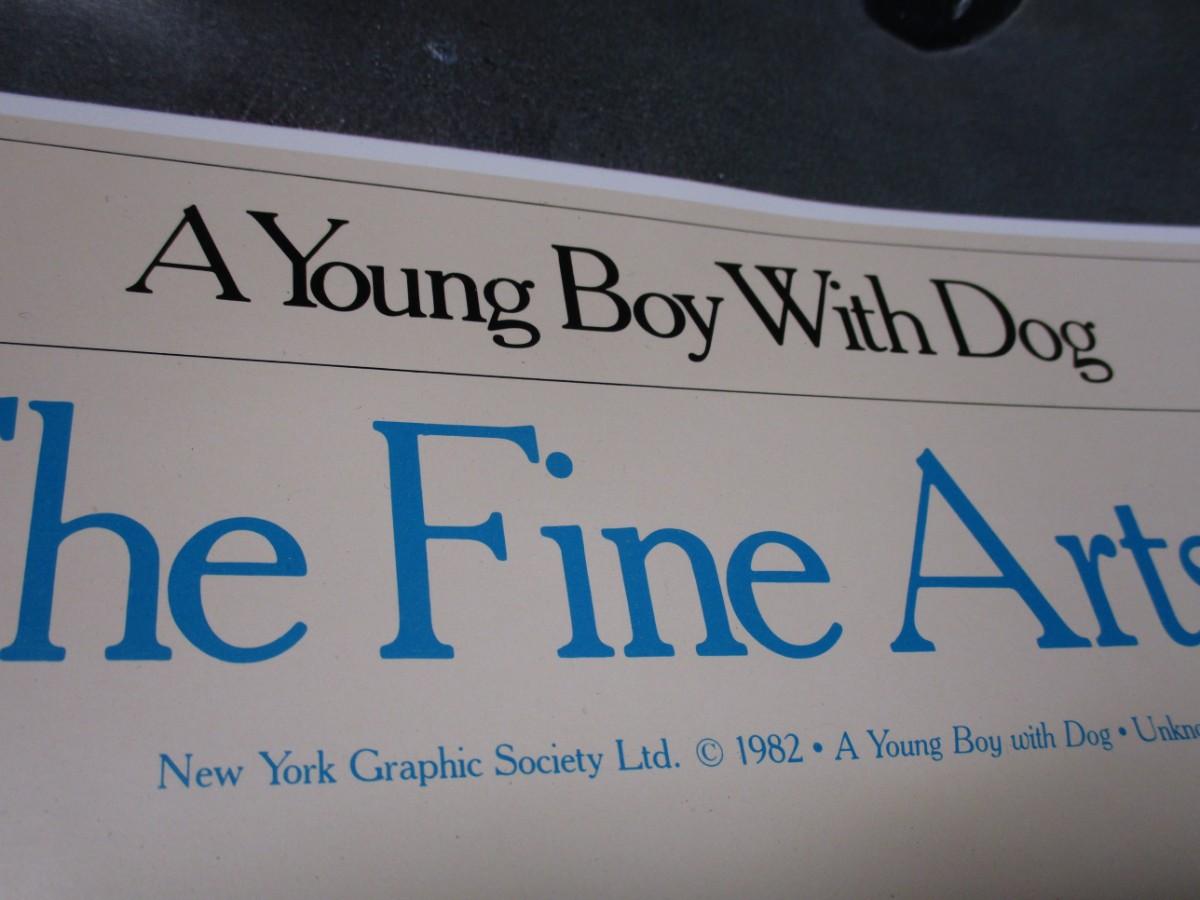 A Young Boy With Dog
The Fine Arts
New York Graphic Society Ltd. © 1982 • A Young Boy with Dog •